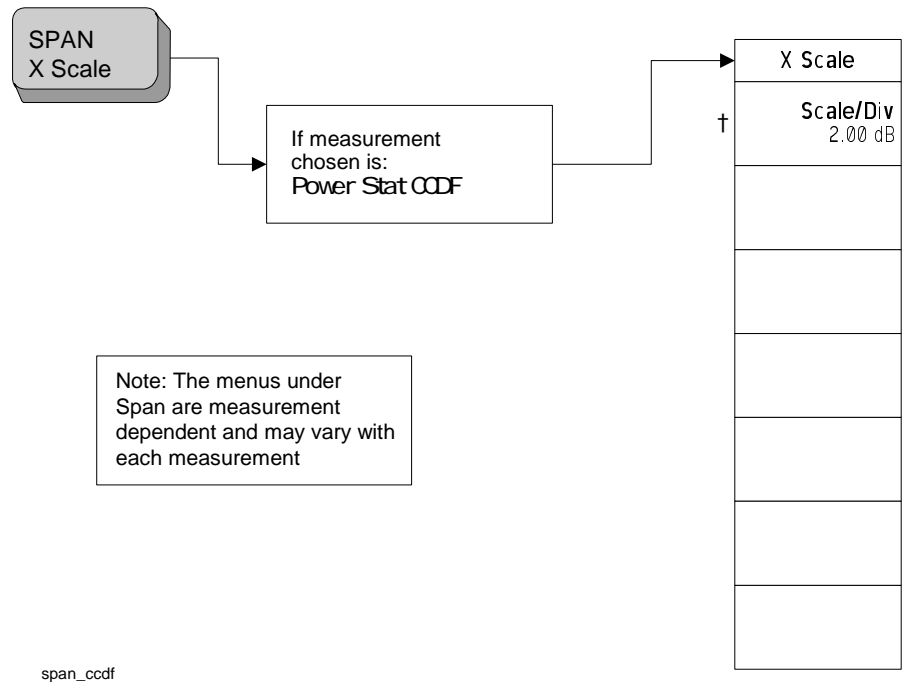 SPAN
X Scale
If measurement
chosen is:
Power Stat CCDF
X Scale
†
Scale/Div
2.00 dB
Note: The menus under
Span are measurement
dependent and may vary with
each measurement
span_ccdf